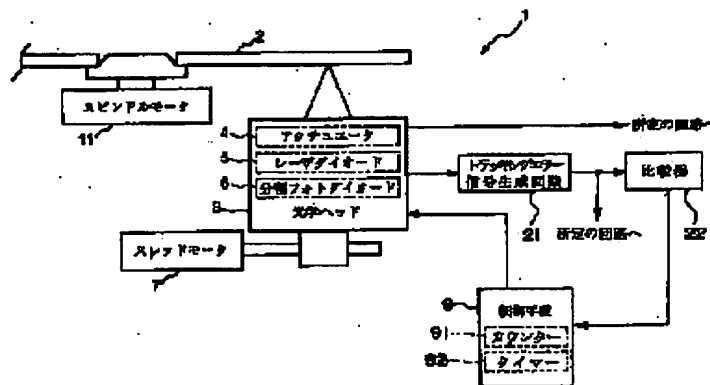 1
2
スピンドルモータ
11
4
アクチュエータ
所定の回路へ
5
レーザダイオード
トラッキングエラー
信号生成回路
比較器
6
分割フォトダイオード
光学ヘッド
21
所定の回路へ
22
スレッドモータ
7
制御手段
カウンター
タイマー